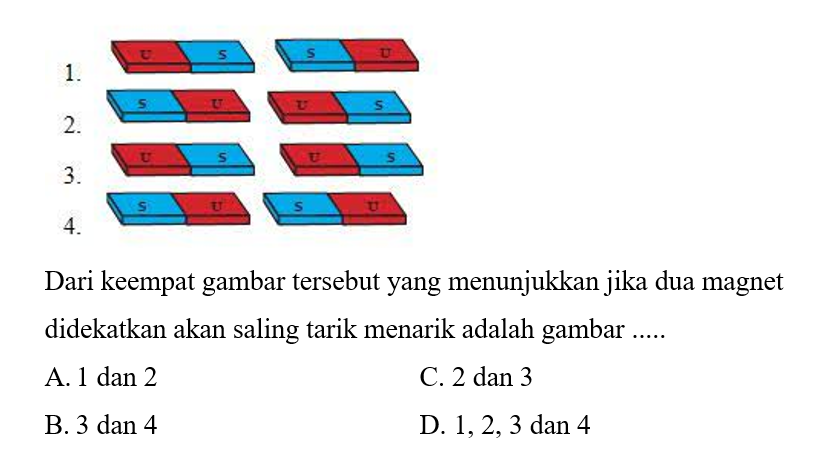 1. U S S U
2. S U U S
3. U S U S
4. S U S U
Dari keempat gambar tersebut yang menunjukkan jika dua magnet
didekatkan akan saling tarik menarik adalah gambar .....
A. 1 dan 2 C. 2 dan 3
B. 3 dan 4 D. 1, 2, 3 dan 4